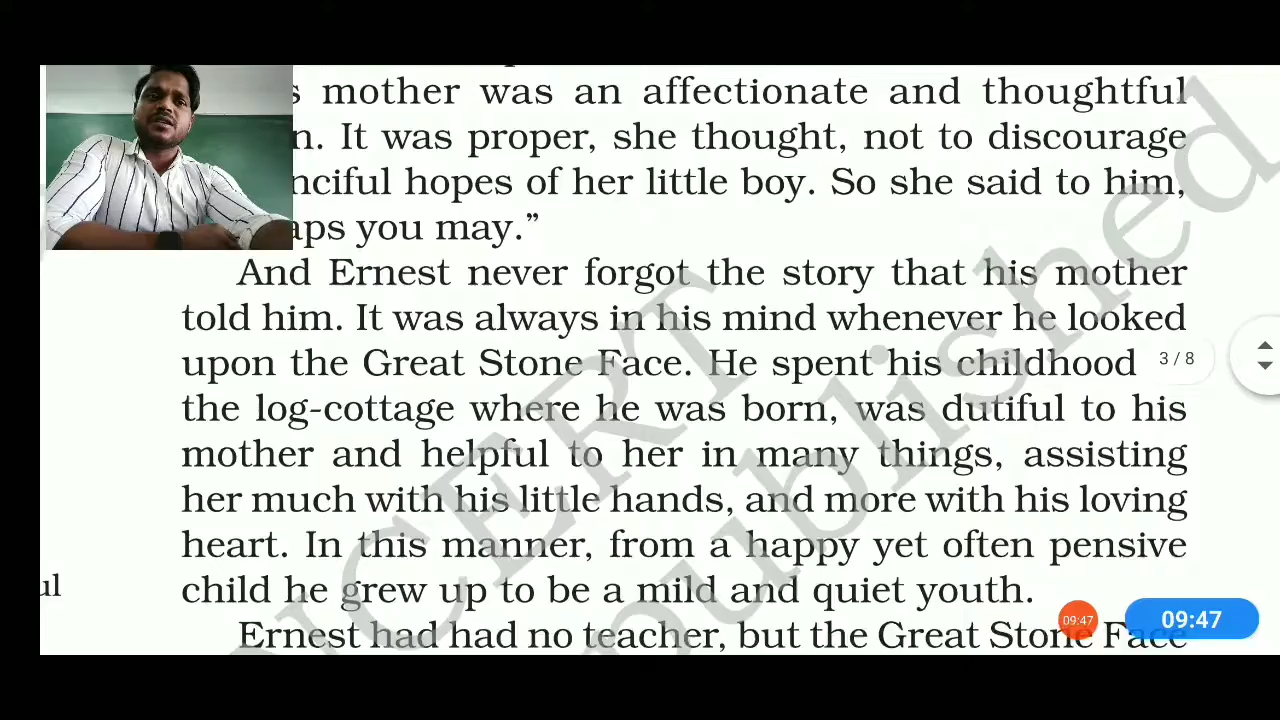 mother was an affectionate and thoughtful
It was proper, she thought, not to discourage
hopes of her little boy. So she said to him,
you may.”
And Ernest never forgot the story that his mother
told him. It was always in his mind whenever he looked
upon the Great Stone Face. He spent his childhood
3 / 8
the log-cottage where he was born, was dutiful to his
mother and helpful to her in many things, assisting
her much with his little hands, and more with his loving
heart. In this manner, from a happy yet often pensive
child he grew up to be a mild and quiet youth.
Ernest had had no teacher, but the Great Stone Face
09:47
09:47
NCERT
published